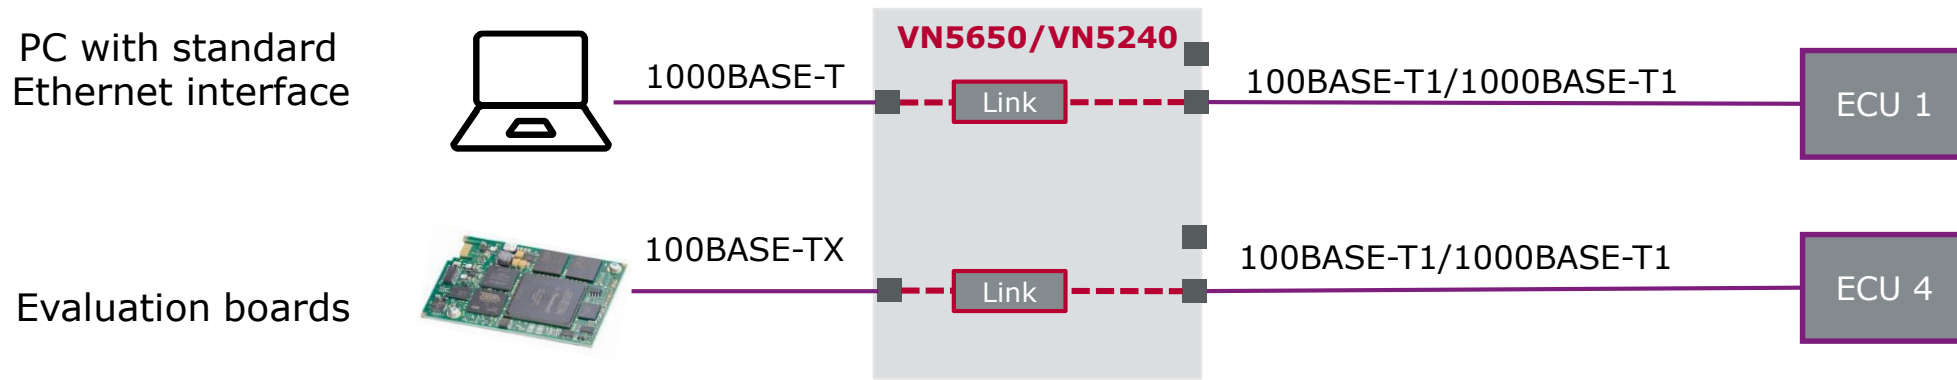 PC with standard
Ethernet interface
1000BASE-T
VN5650/VN5240
Link
100BASE-T1/1000BASE-T1
ECU 1
Evaluation boards
100BASE-TX
Link
100BASE-T1/1000BASE-T1
ECU 4